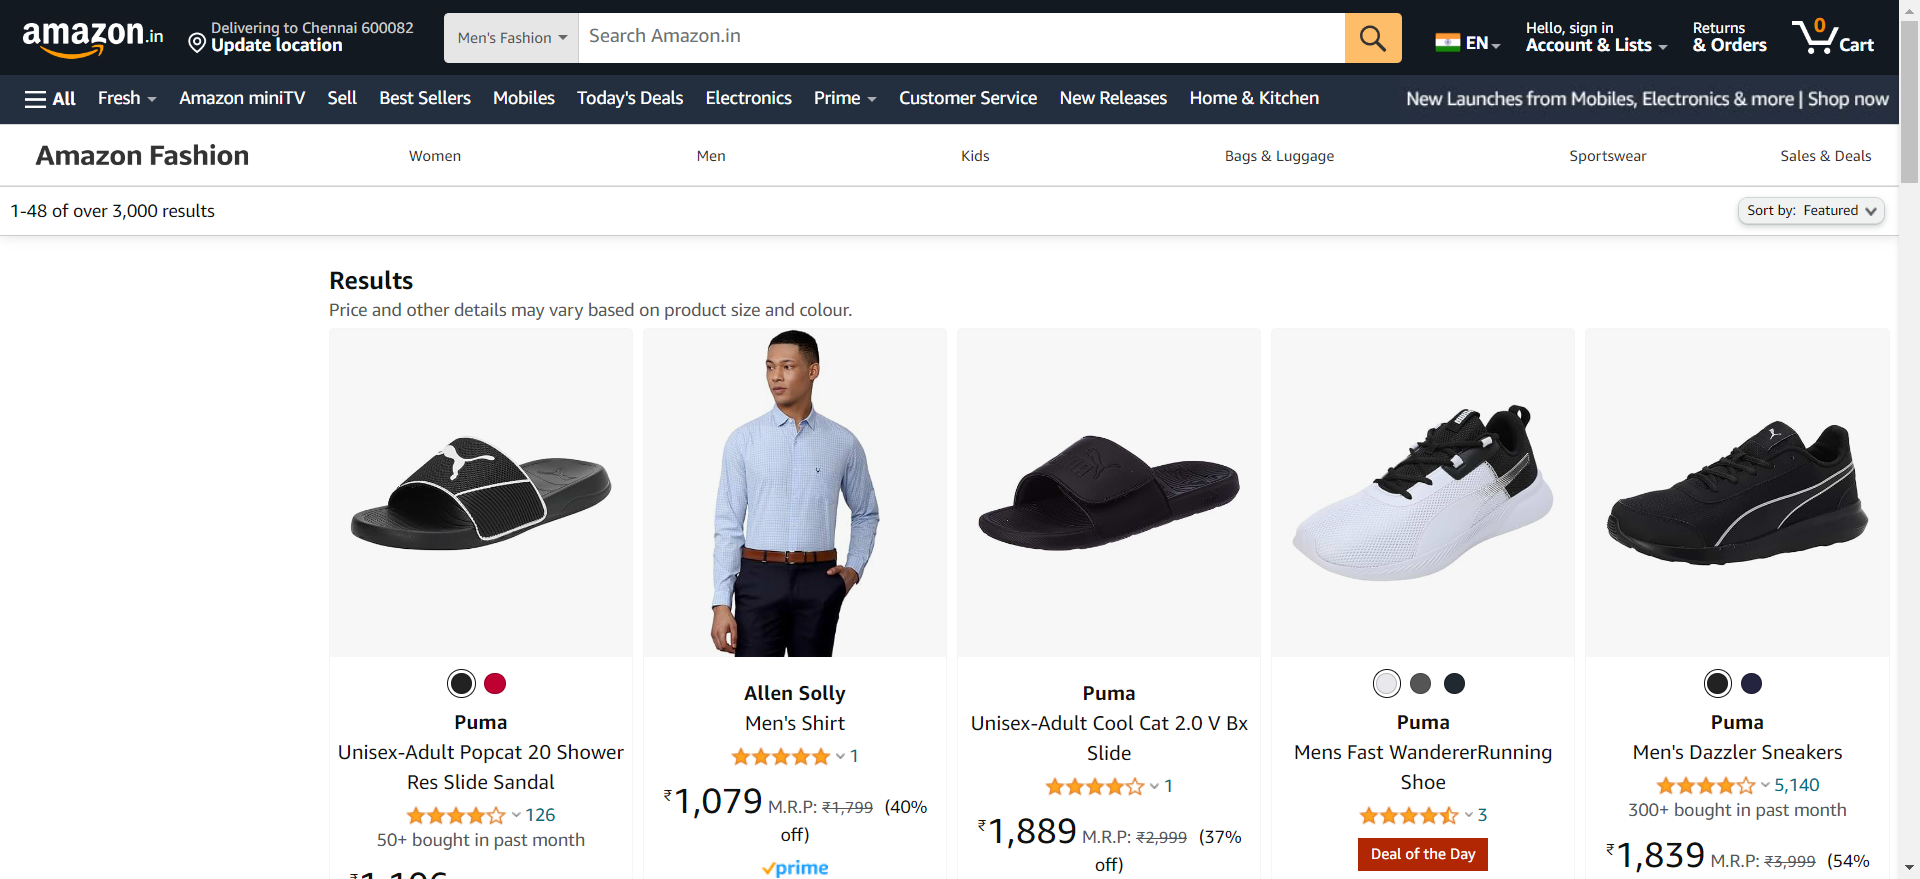 amazon.in
Delivering to Chennai 600082
Update location
Men's Fashion
Search Amazon.in
EN
Hello, sign in
Account & Lists
Returns
& Orders
0
Cart
All
Fresh
Amazon miniTV
Sell
Best Sellers
Mobiles
Today's Deals
Electronics
Prime
Customer Service
New Releases
Home & Kitchen
New Launches from Mobiles, Electronics & more | Shop now
Amazon Fashion
Women
Men
Kids
Bags & Luggage
Sportswear
Sales & Deals
1-48 of over 3,000 results
Sort by: Featured
Results
Price and other details may vary based on product size and colour.
Puma
Unisex-Adult Popcat 20 Shower
Res Slide Sandal
126
50+ bought in past month
Allen Solly
Men's Shirt
1
₹1,079 M.R.P: ₹1,799 (40%
off)
prime
Puma
Unisex-Adult Cool Cat 2.0 V Bx
Slide
1
₹1,889 M.R.P: ₹2,999 (37%
off)
Puma
Mens Fast WandererRunning
Shoe
3
Deal of the Day
Puma
Men's Dazzler Sneakers
5,140
300+ bought in past month
₹1,839 M.R.P: ₹3,999 (54%